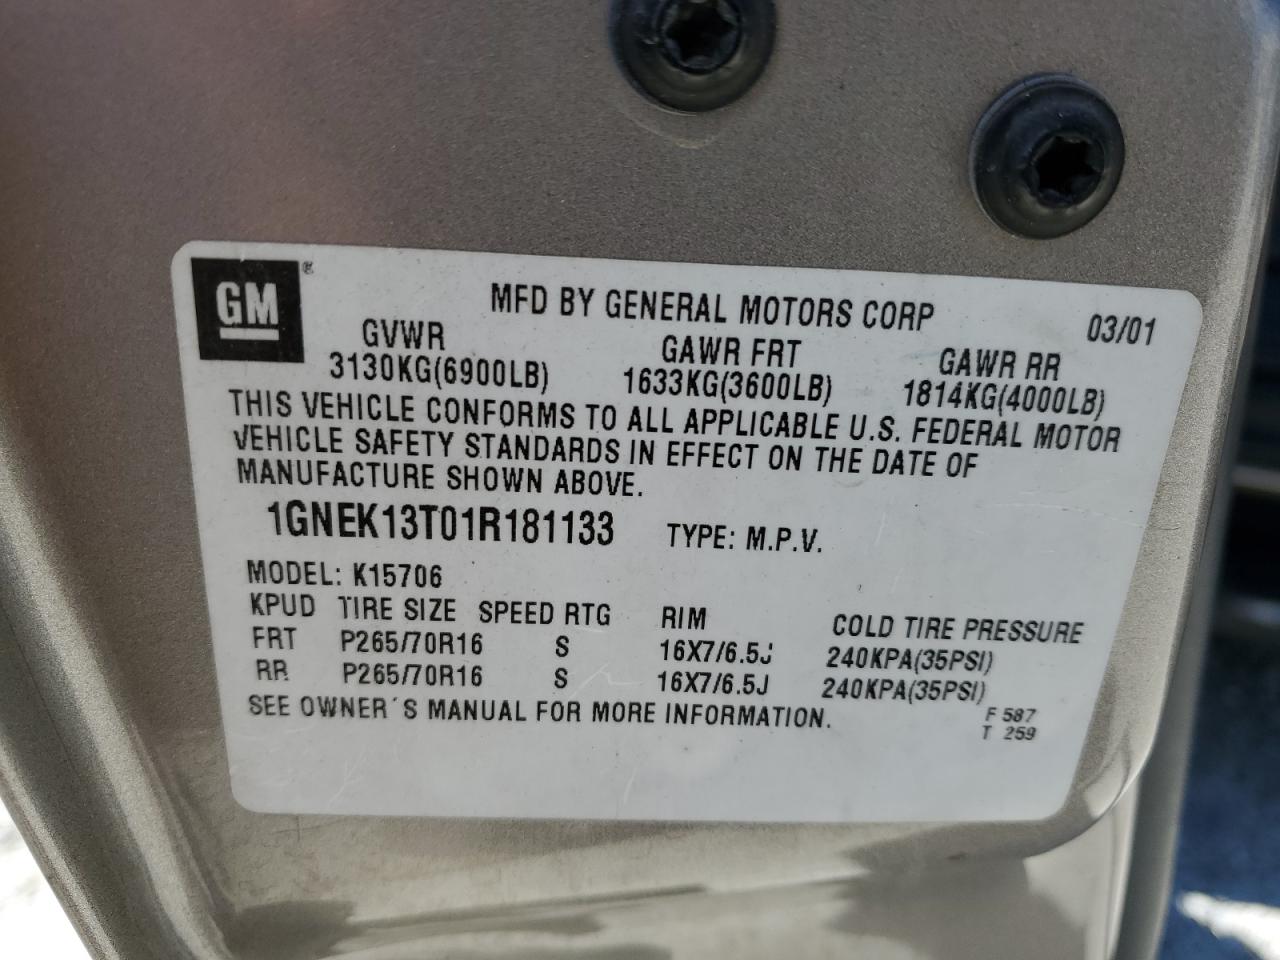 GM®
MFD BY GENERAL MOTORS CORP 03/01
GVWR GAWR FRT GAWR RR
3130KG(6900LB) 1633KG(3600LB) 1814KG(4000LB)
THIS VEHICLE CONFORMS TO ALL APPLICABLE U.S. FEDERAL MOTOR
VEHICLE SAFETY STANDARDS IN EFFECT ON THE DATE OF
MANUFACTURE SHOWN ABOVE.
1GNEK13T01R181133 TYPE: M.P.V.
MODEL: K15706
KPUD TIRE SIZE SPEED RTG RIM COLD TIRE PRESSURE
FRT P265/70R16 S 16X7/6.5J 240KPA(35PSI)
RR P265/70R16 S 16X7/6.5J 240KPA(35PSI)
SEE OWNER'S MANUAL FOR MORE INFORMATION.
F 587
T 259